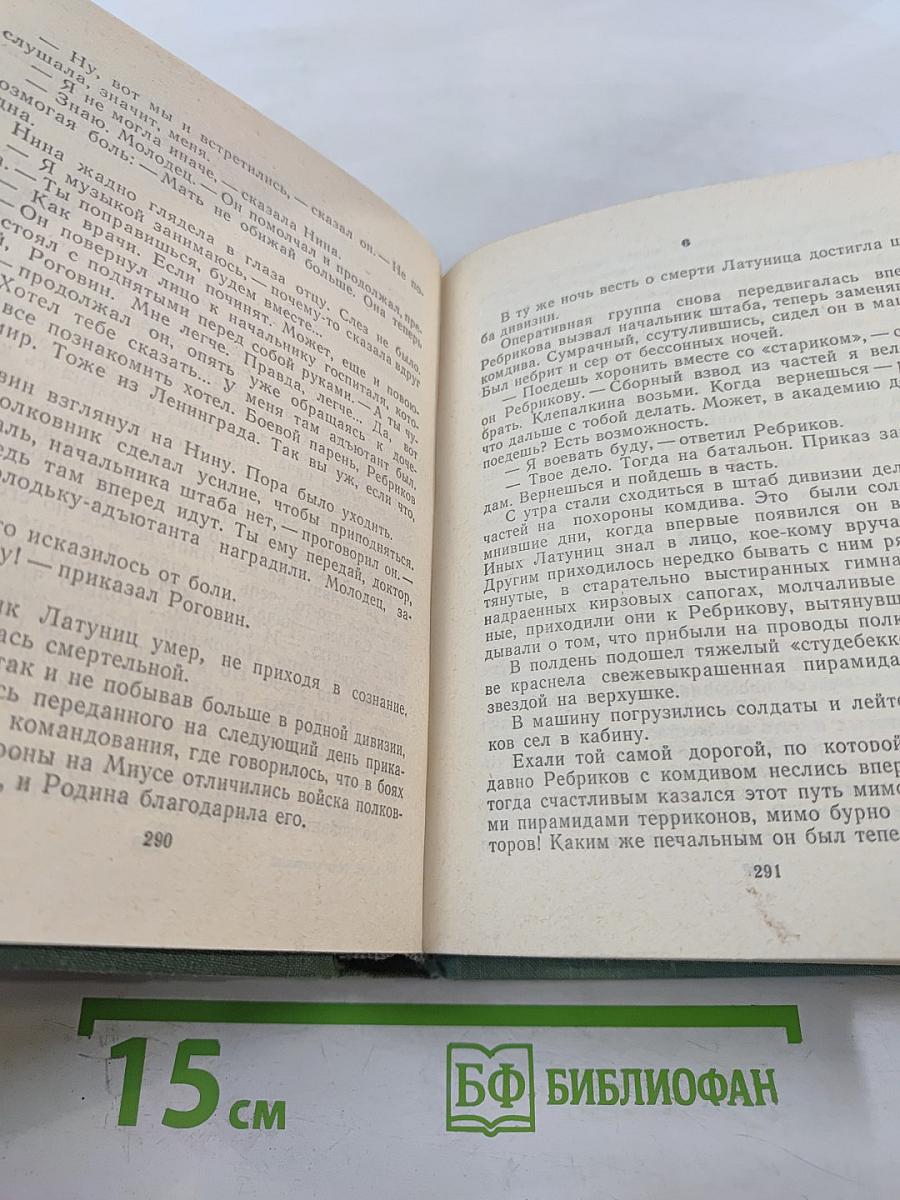 — Ну, вот мы и встретились, — сказал он. — Не по-
слушала, значит, меня.
— Я не могла иначе, — сказала Нина.
— Знаю. Молодец. — Он помолчал и продолжал, пре-
возмогая боль: — Мать не обижай больше. Она теперь
одна.
Нина жадно глядела в глаза отцу. Слез не было.
— Я музыкой занимаюсь, — почему-то сказала вдруг
— Ты поправишься, будем вместе...
— Как врачи. Если починят. Может, еще и повою-
— Он повернул лицо к начальнику госпиталя, кото-
стоял с поднятыми перед собой руками. — А ты чу-
Роговин. Мне легче. Правда, легче... Да, вот
— продолжал он, опять уже обращаясь к доче-
хотел тебе сказать... У меня там адъютант был.
все познакомить хотел. Боевой парень, Ребриков
мир. Тоже из Ленинграда. Так вы уж, если что,
вин взглянул на Нину. Пора было уходить.
олковник сделал усилие, чтобы приподняться.
аль, начальника штаба нет, — проговорил он. —
едь там вперед идут. Ты ему передай, доктор,
олодьку-адъютанта наградили. Молодец, за-
го исказилось от боли.
у! — приказал Роговин.
ик Латуниц умер, не приходя в сознание.
ась смертельной.
так и не побывав больше в родной дивизии,
сь переданного на следующий день прика-
командования, где говорилось, что в боях
роны на Миусе отличились войска полков-
, и Родина благодарила его.
290
6
В ту же ночь весть о смерти Латуница достигла ш
ба дивизии.
Оперативная группа снова передвигалась впе
Ребрикова вызвал начальник штаба, теперь заменя
комдива. Сумрачный, ссутулившись, сидел он в ма
Был небрит и сер от бессонных ночей.
— Поедешь хоронить вместе со «стариком», — с
он Ребрикову. — Сборный взвод из частей я вел
брать. Клепалкина возьми. Когда вернешься — р
что дальше с тобой делать. Может, в академию д
поедешь? Есть возможность.
— Я воевать буду, — ответил Ребриков.
— Твое дело. Тогда на батальон. Приказ за
дам. Вернешься и пойдешь в часть.
С утра стали сходиться в штаб дивизии дел
частей на похороны комдива. Это были сол
мнившие дни, когда впервые появился он в
Иных Латуниц знал в лицо, кое-кому вруча
Другим приходилось нередко бывать с ним ря
тянутые, в старательно выстиранных гимна
надраенных кирзовых сапогах, молчаливые
ные, приходили они к Ребрикову, вытянувш
дывали о том, что прибыли на проводы полк
В полдень подошел тяжелый «студебекк
ве краснела свежевыкрашенная пирамида
звездой на верхушке.
В машину погрузились солдаты и лейте
ков сел в кабину.
Ехали той самой дорогой, по которой
давно Ребриков с комдивом неслись впер
тогда счастливым казался этот путь мимо
ми пирамидами терриконов, мимо бурно
торов! Каким же печальным он был тепе
291
15 см
БФ БИБЛИОФАН